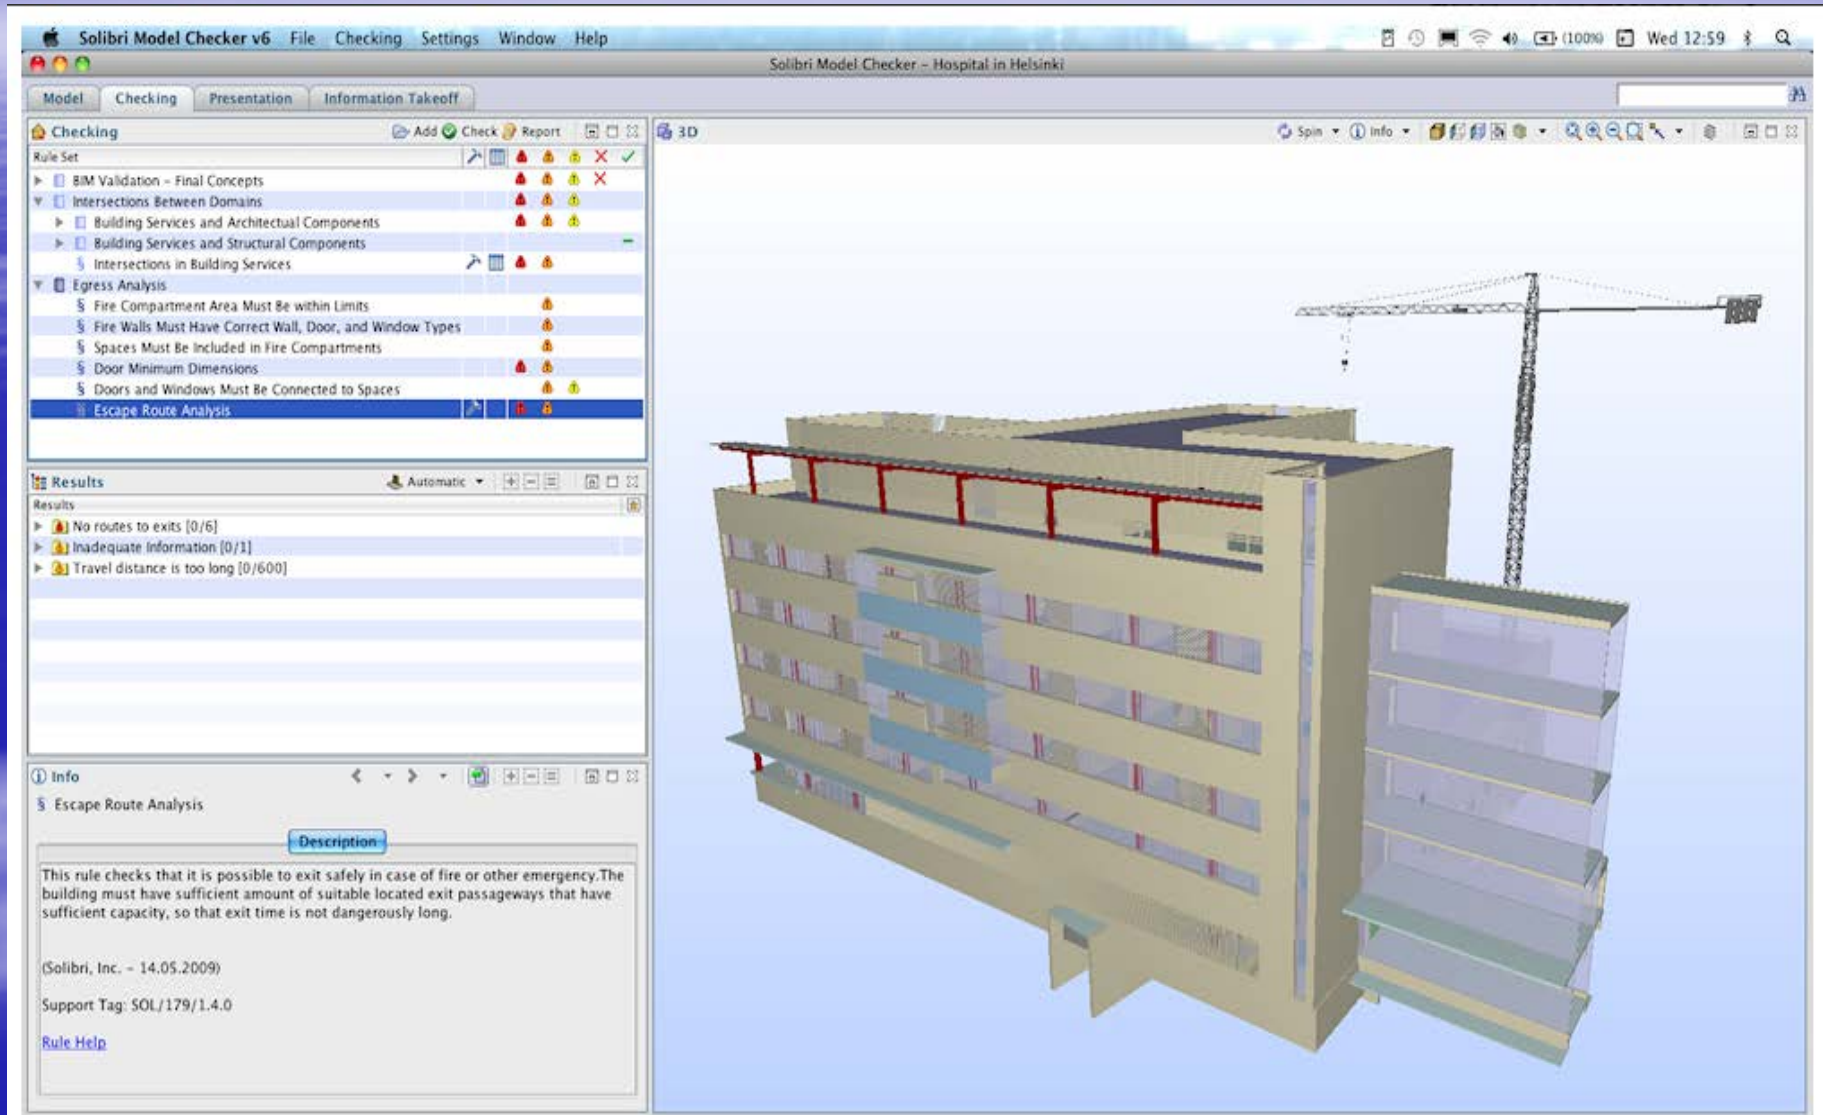 Solibri Model Checker v6 File Checking Settings Window Help (100%) Wed 12:59
Solibri Model Checker – Hospital in Helsinki
Model Checking Presentation Information Takeoff
Checking Add Check Report
Rule Set
BIM Validation – Final Concepts
Intersections Between Domains
Building Services and Architectual Components
Building Services and Structural Components
§ Intersections in Building Services
Egress Analysis
§ Fire Compartment Area Must Be within Limits
§ Fire Walls Must Have Correct Wall, Door, and Window Types
§ Spaces Must Be Included in Fire Compartments
§ Door Minimum Dimensions
§ Doors and Windows Must Be Connected to Spaces
§ Escape Route Analysis
Results Automatic
Results
No routes to exits [0/6]
Inadequate Information [0/1]
Travel distance is too long [0/600]
Info
§ Escape Route Analysis
Description
This rule checks that it is possible to exit safely in case of fire or other emergency.The
building must have sufficient amount of suitable located exit passageways that have
sufficient capacity, so that exit time is not dangerously long.
(Solibri, Inc. – 14.05.2009)
Support Tag: SOL/179/1.4.0
Rule Help
3D Spin Info